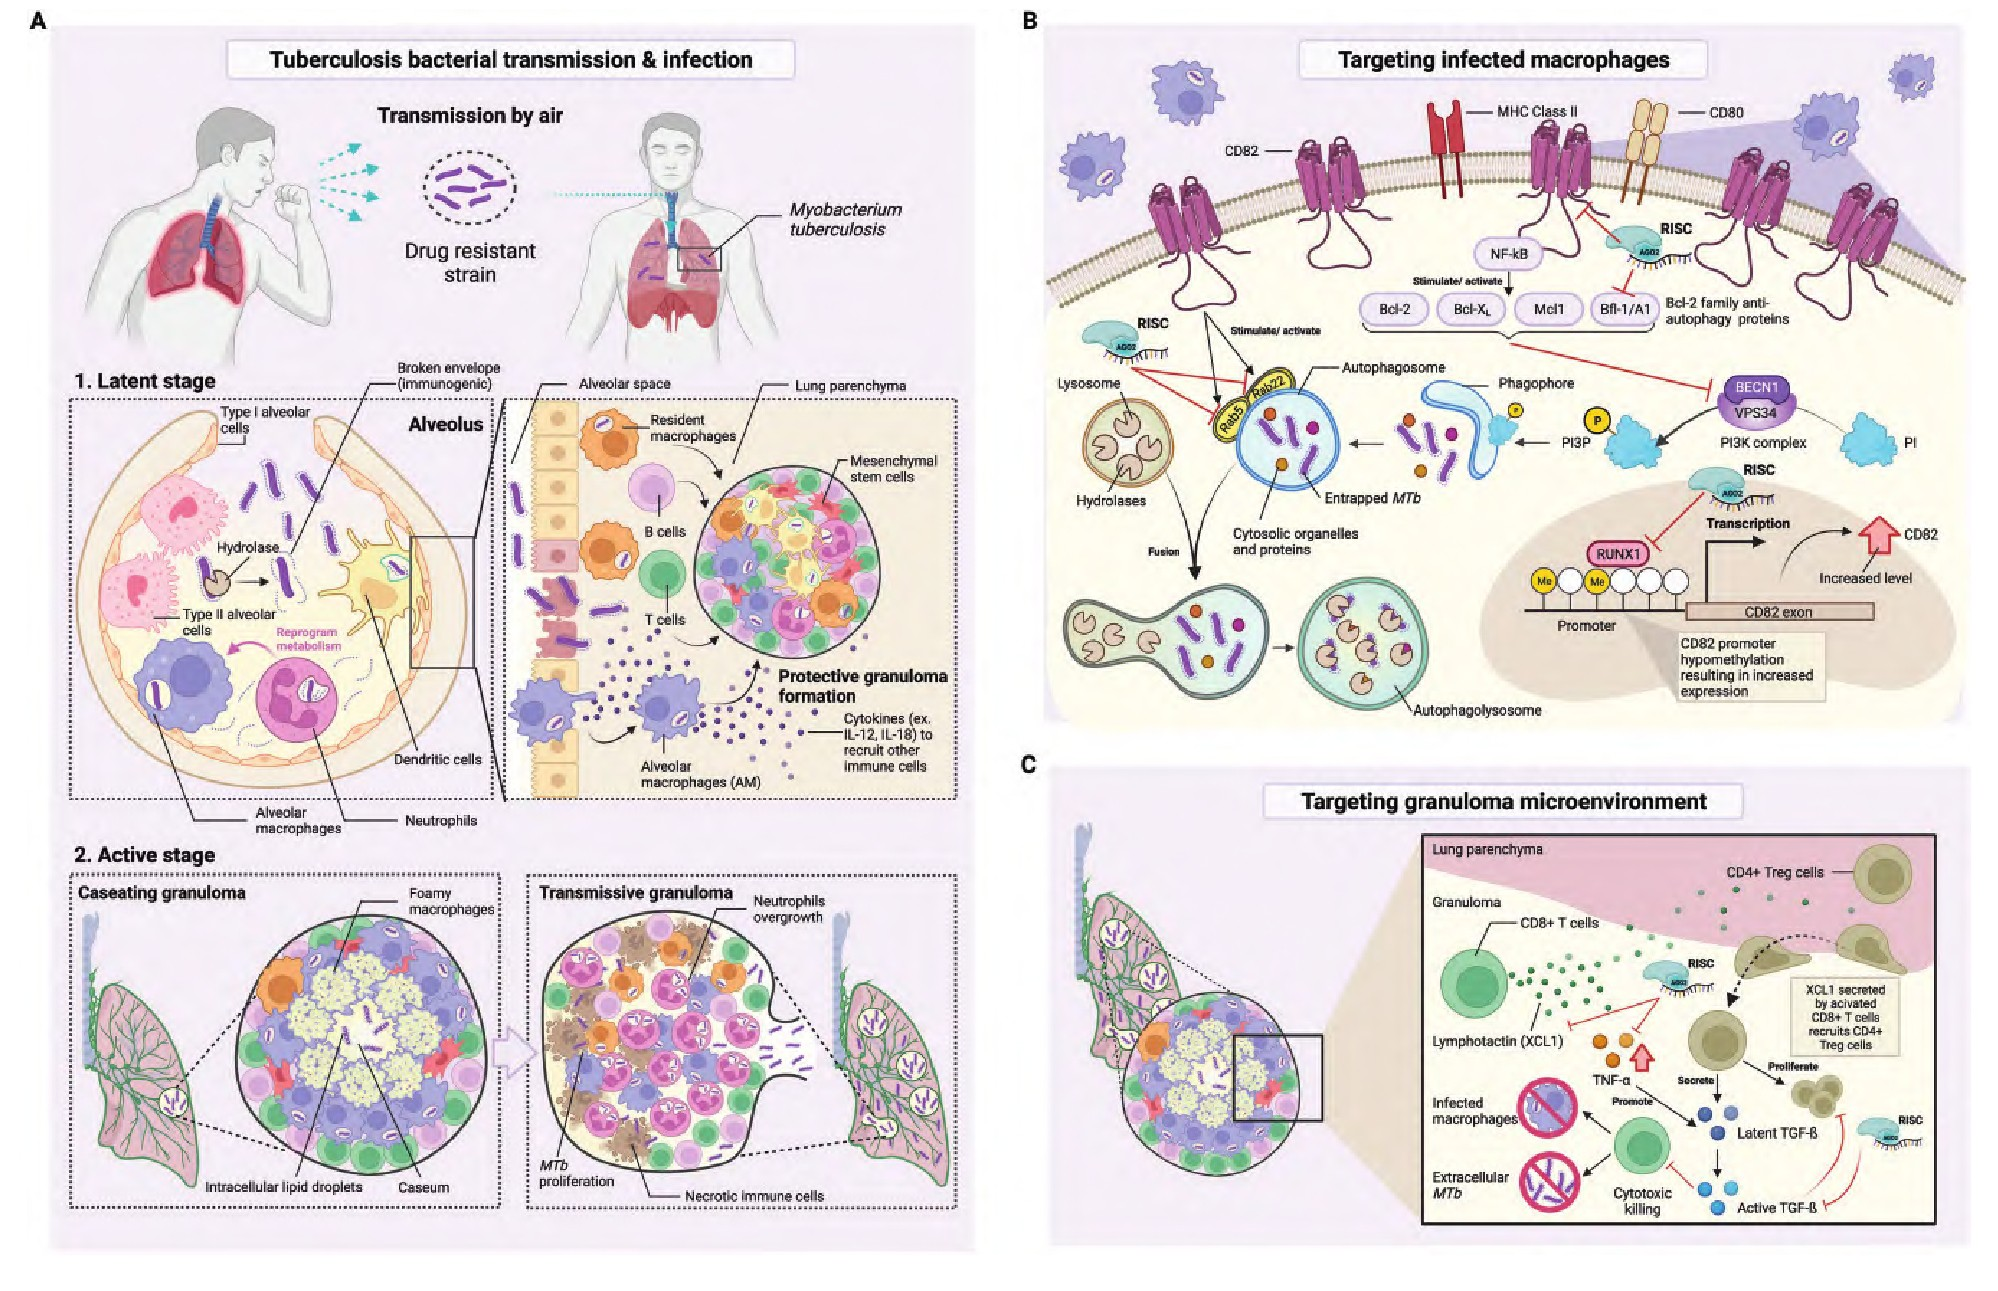 A
Tuberculosis bacterial transmission & infection
Transmission by air
Drug resistant
strain
Myobacterium
tuberculosis
1. Latent stage
Broken envelope
(immunogenic)
Alveolar space
Lung parenchyma
Type I alveolar
cells
Alveolus
Resident
macrophages
Mesenchymal
stem cells
Hydrolase
B cells
T cells
Type II alveolar
cells
Reprogram
metabolism
Protective granuloma
formation
Cytokines (ex.
IL-12, IL-18) to
recruit other
immune cells
Dendritic cells
Alveolar
macrophages (AM)
Alveolar
macrophages
Neutrophils
2. Active stage
Caseating granuloma
Foamy
macrophages
Transmissive granuloma
Neutrophils
overgrowth
MTb
proliferation
Intracellular lipid droplets
Caseum
Necrotic immune cells
B
Targeting infected macrophages
MHC Class II
CD80
CD82
RISC
AGO2
NF-kB
Stimulate/ activate
Bcl-2
Bcl-XL
Mcl1
Bfl-1/A1
Bcl-2 family anti-
autophagy proteins
RISC
AGO2
Stimulate/ activate
Lysosome
Rab5
Rab22
Autophagosome
Phagophore
P
P
BECN1
VPS34
PI3P
PI3K complex
PI
Hydrolases
Entrapped MTb
Cytosolic organelles
and proteins
RISC
AGO2
Transcription
CD82
Fusion
RUNX1
Increased level
Me
Me
CD82 exon
Promoter
CD82 promoter
hypomethylation
resulting in increased
expression
Autophagolysosome
C
Targeting granuloma microenvironment
Lung parenchyma
CD4+ Treg cells
Granuloma
CD8+ T cells
RISC
AGO2
XCL1 secreted
by acivated
CD8+ T cells
recruits CD4+
Treg cells
Lymphotactin (XCL1)
TNF-α
Secrete
Proliferate
Promote
Infected
macrophages
Latent TGF-ß
RISC
AGO2
Extracellular
MTb
Cytotoxic
killing
Active TGF-ß